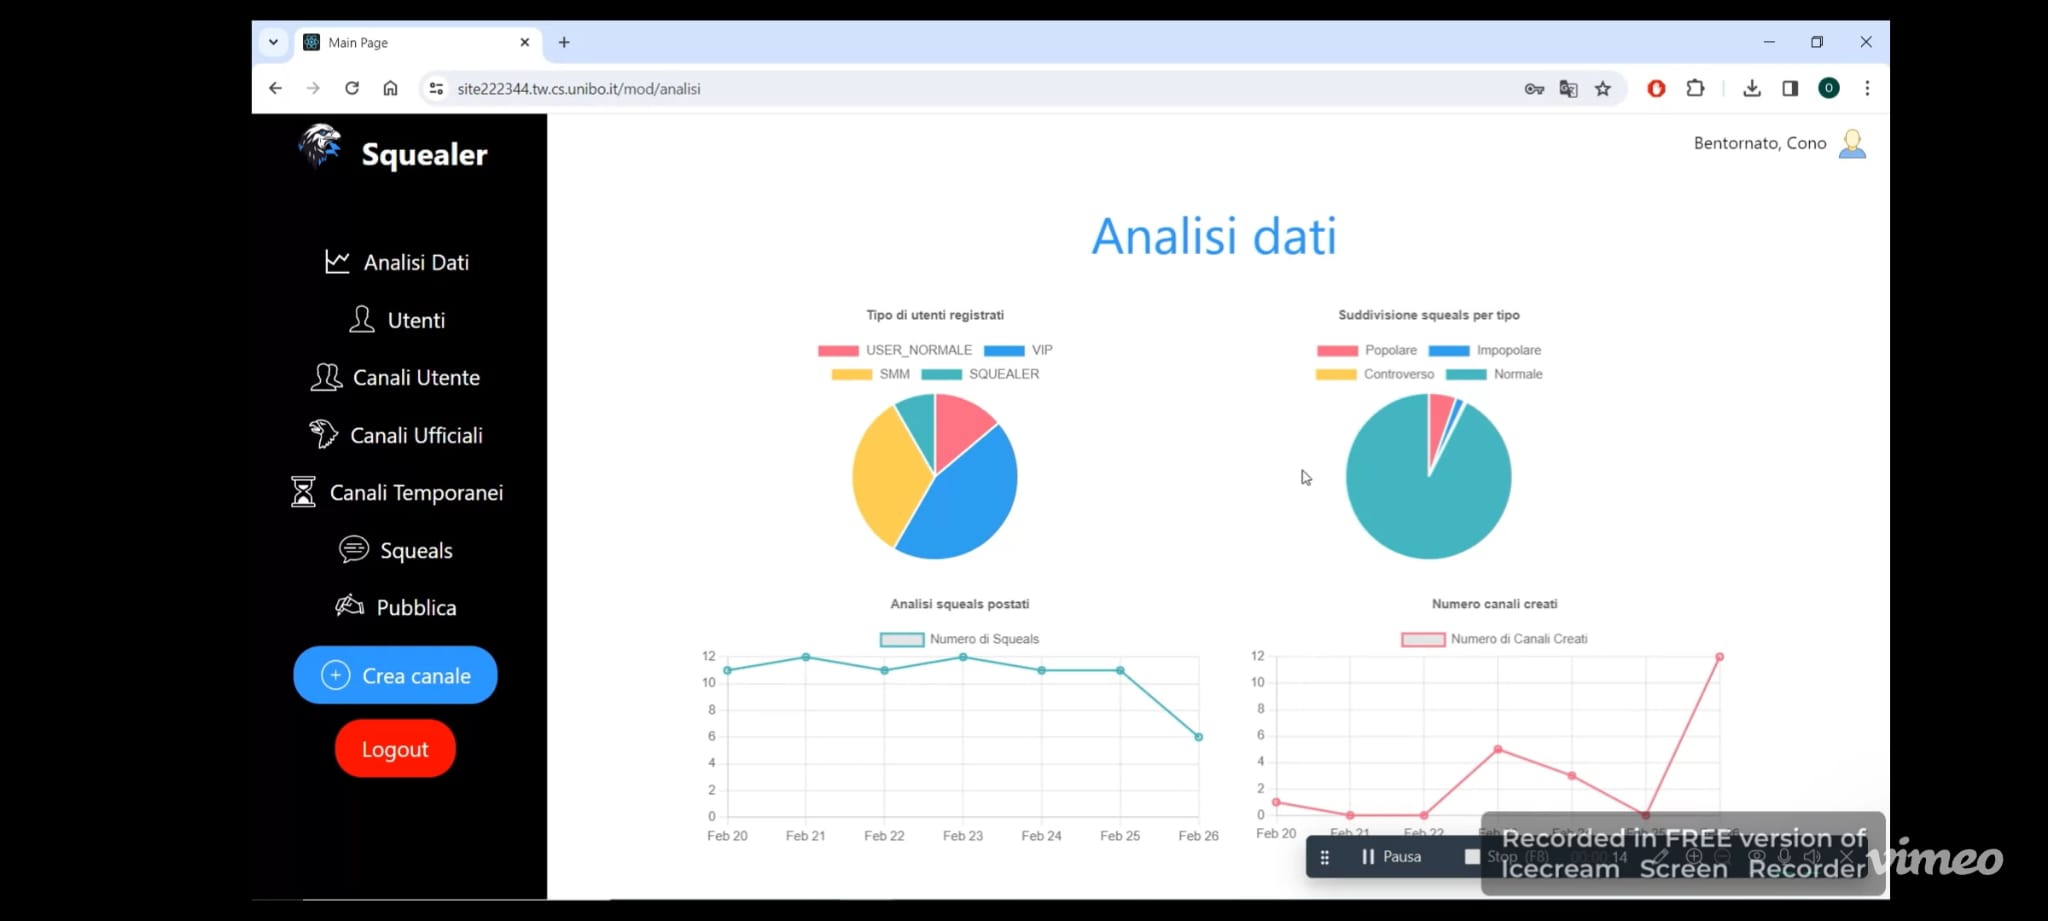 Main Page
site222344.tw.cs.unibo.it/mod/analisi
O
Squealer
Bentornato, Cono
Analisi Dati
Utenti
Canali Utente
Canali Ufficiali
Canali Temporanei
Squeals
Pubblica
Crea canale
Logout
Analisi dati
Tipo di utenti registrati
USER_NORMALE VIP
SMM SQUEALER
Suddivisione squeals per tipo
Popolare Impopolare
Controverso Normale
Analisi squeals postati
Numero di Squeals
12
10
8
6
4
2
0
Feb 20 Feb 21 Feb 22 Feb 23 Feb 24 Feb 25 Feb 26
Numero canali creati
Numero di Canali Creati
12
10
8
6
4
2
0
Feb 20 Feb 21 Feb 22
Pausa
Stop (F8)
Recorded in FREE version of
Icecream Screen Recorder
vimeo